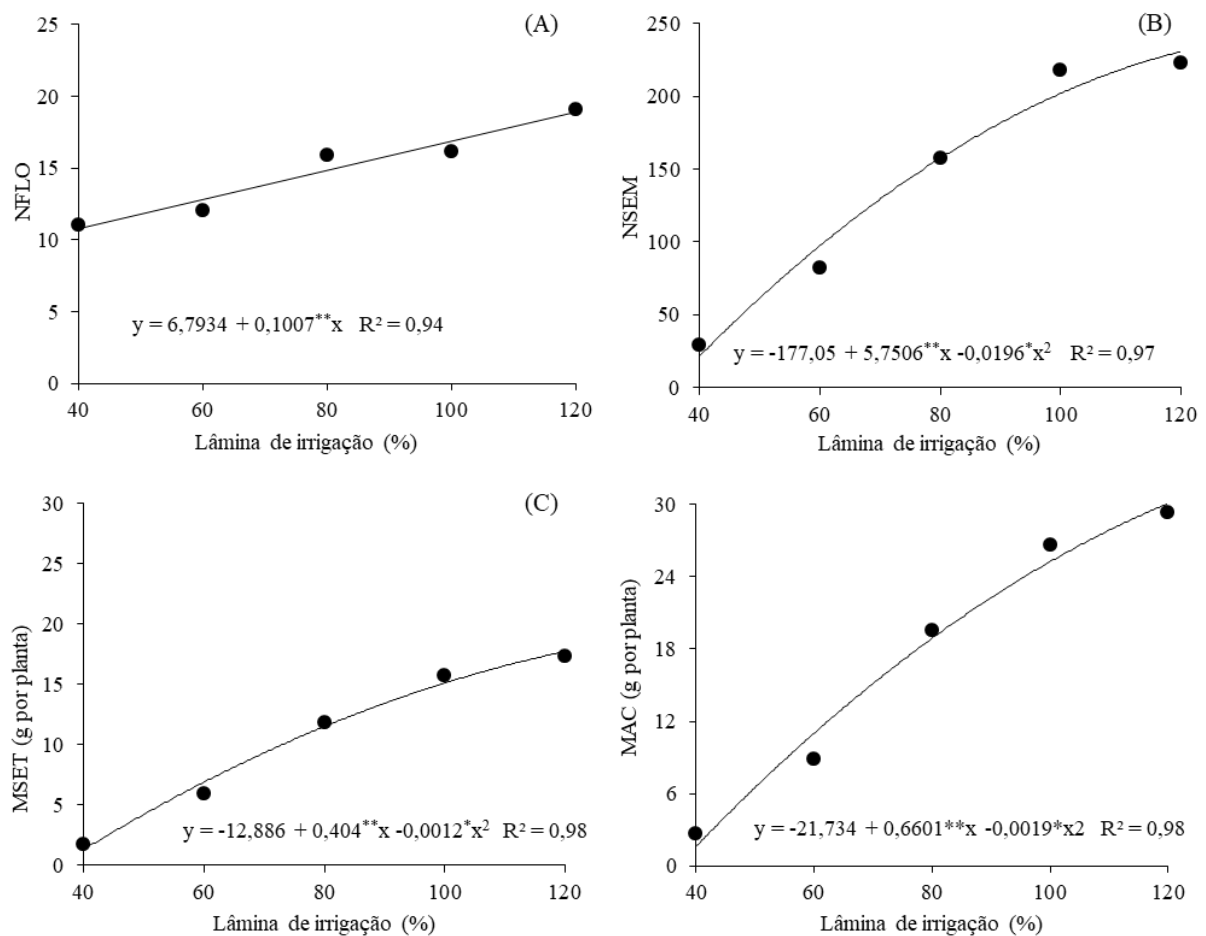 (A)
25
20
15
10
5
0
NFLO
y = 6,7934 + 0,1007**x R² = 0,94
40 60 80 100 120
Lâmina de irrigação (%)
(B)
250
200
150
100
50
0
NSEM
y = -177,05 + 5,7506**x -0,0196*x² R² = 0,97
40 60 80 100 120
Lâmina de irrigação (%)
(C)
30
25
20
15
10
5
0
MSET (g por planta)
y = -12,886 + 0,404**x -0,0012*x² R² = 0,98
40 60 80 100 120
Lâmina de irrigação (%)
30
24
18
12
6
0
MAC (g por planta)
y = -21,734 + 0,6601**x -0,0019*x2 R² = 0,98
40 60 80 100 120
Lâmina de irrigação (%)